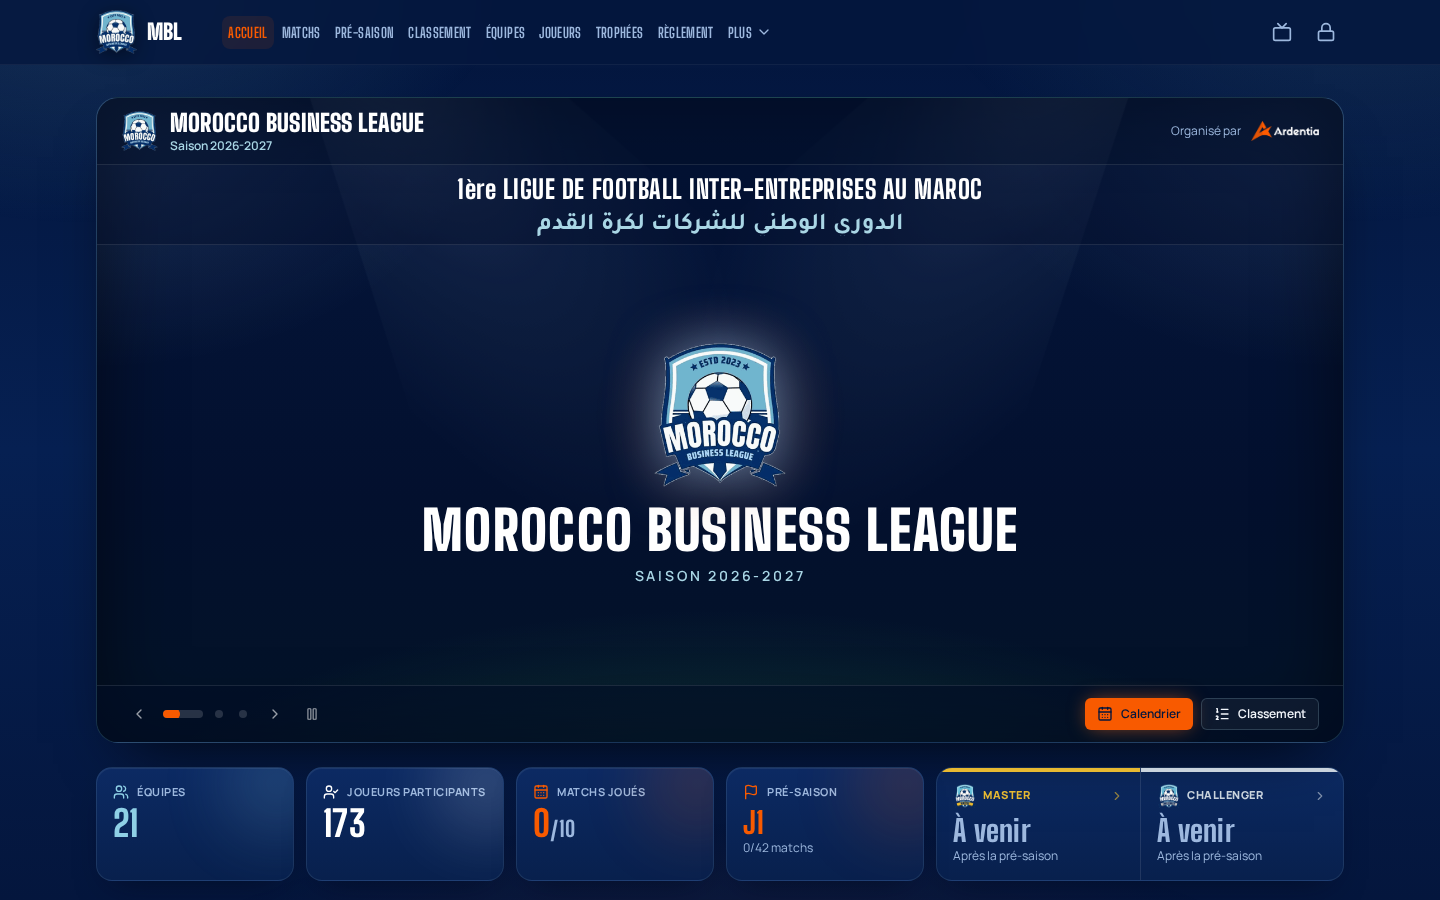 MOROCCO
MBL
ACCUEIL
MATCHS
PRÉ-SAISON
CLASSEMENT
ÉQUIPES
JOUEURS
TROPHÉES
RÈGLEMENT
PLUS
MOROCCO
MOROCCO BUSINESS LEAGUE
Saison 2026-2027
Organisé par
Ardentia
1ère LIGUE DE FOOTBALL INTER-ENTREPRISES AU MAROC
الدوري الوطني للشركات لكرة القدم
★ ESTD 2023 ★
MOROCCO
BUSINESS LEAGUE
MOROCCO BUSINESS LEAGUE
SAISON 2026-2027
Calendrier
Classement
ÉQUIPES
21
JOUEURS PARTICIPANTS
173
MATCHS JOUÉS
0/10
PRÉ-SAISON
J1
0/42 matchs
MASTER
À venir
Après la pré-saison
CHALLENGER
À venir
Après la pré-saison